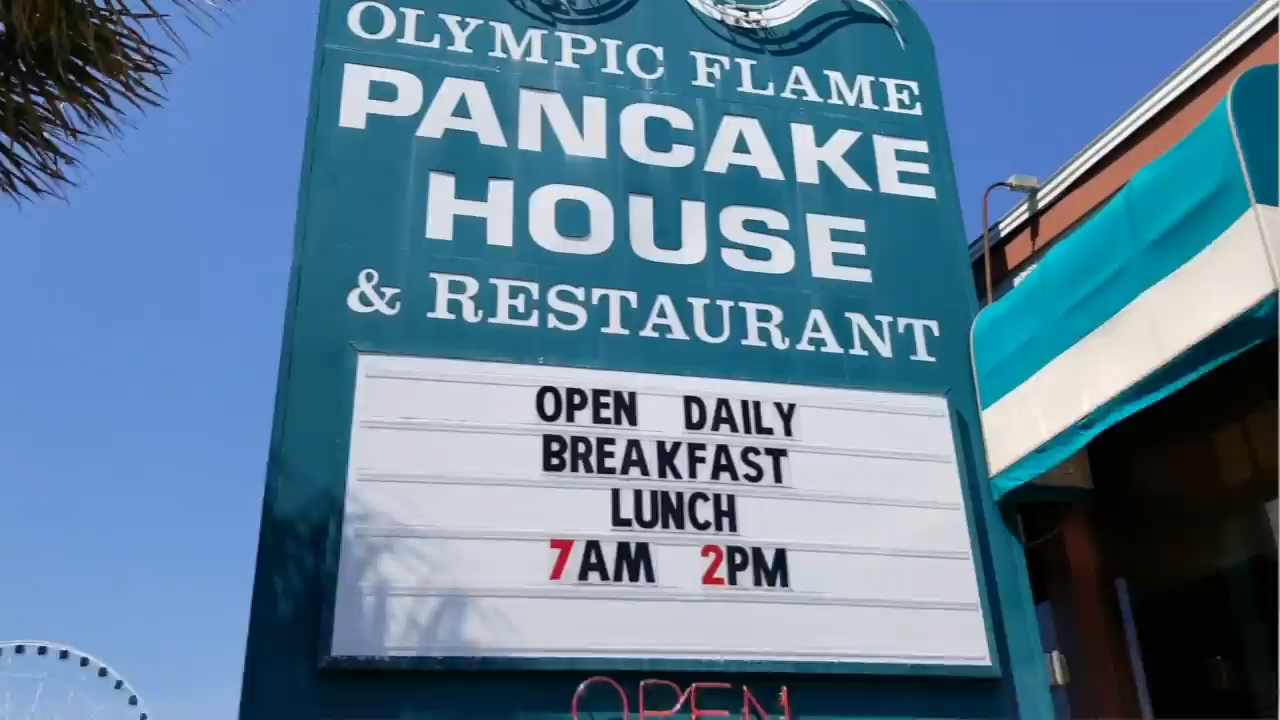 OLYMPIC FLAME
PANCAKE
HOUSE
& RESTAURANT
OPEN DAILY
BREAKFAST
LUNCH
7AM 2PM
OPEN